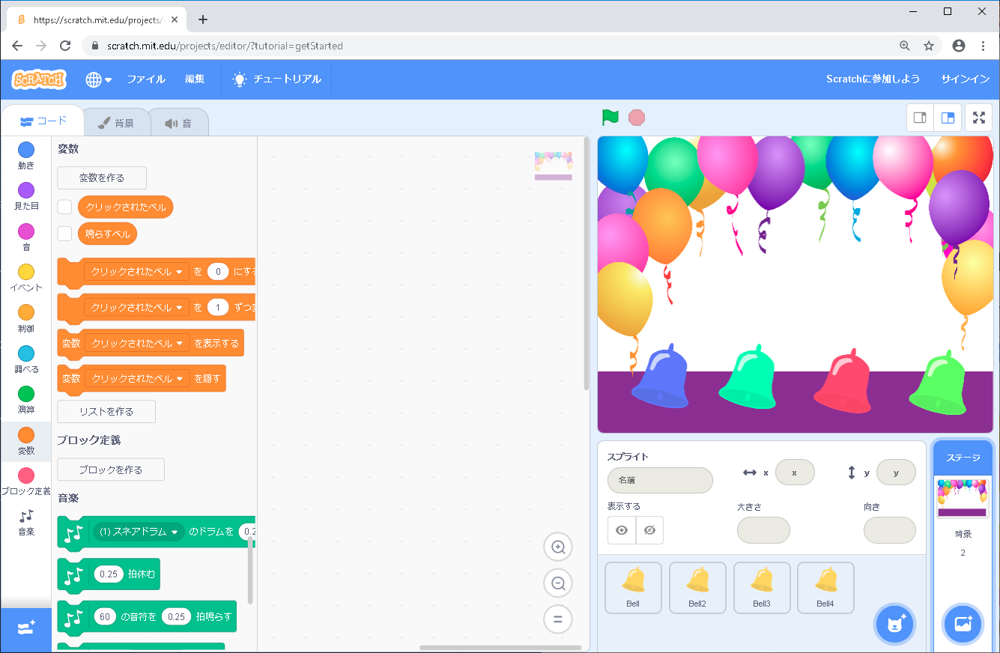 https://scratch.mit.edu/projects/
scratch.mit.edu/projects/editor/?tutorial=getStarted
SCRATCH
ファイル
編集
チュートリアル
Scratchに参加しよう
サインイン
コード
背景
音
動き
見た目
音
イベント
制御
調べる
演算
変数
ブロック定義
音楽
変数
変数を作る
クリックされたベル
鳴らすベル
クリックされたベル を 0 にする
クリックされたベル を 1 ずつ変
変数 クリックされたベル を表示する
変数 クリックされたベル を隠す
リストを作る
ブロック定義
ブロックを作る
音楽
(1) スネアドラム のドラムを 0.2
0.25 拍休む
60 の音符を 0.25 拍鳴らす
スプライト
名前
x x
y y
表示する
大きさ
向き
Bell
Bell2
Bell3
Bell4
ステージ
背景
2